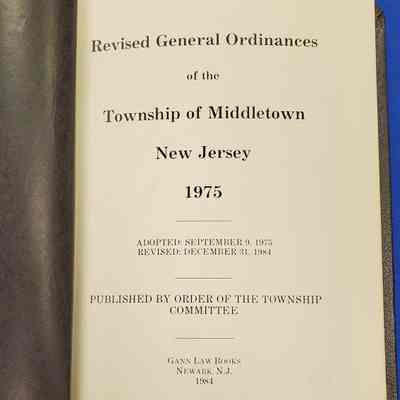 Revised General Ordinances
of the
Township of Middletown
New Jersey
1975
ADOPTED: SEPTEMBER 9, 1975
REVISED: DECEMBER 31, 1984
PUBLISHED BY ORDER OF THE TOWNSHIP
COMMITTEE
GANN LAW BOOKS
NEWARK, N.J.
1984